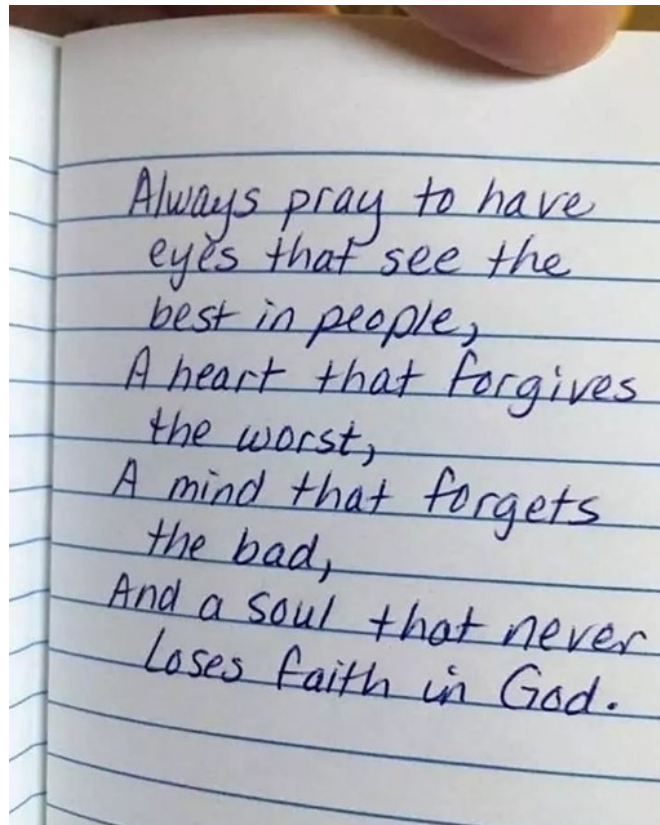 Always pray to have
eyes that see the
best in people,
A heart that forgives
the worst,
A mind that forgets
the bad,
And a soul that never
loses faith in God.